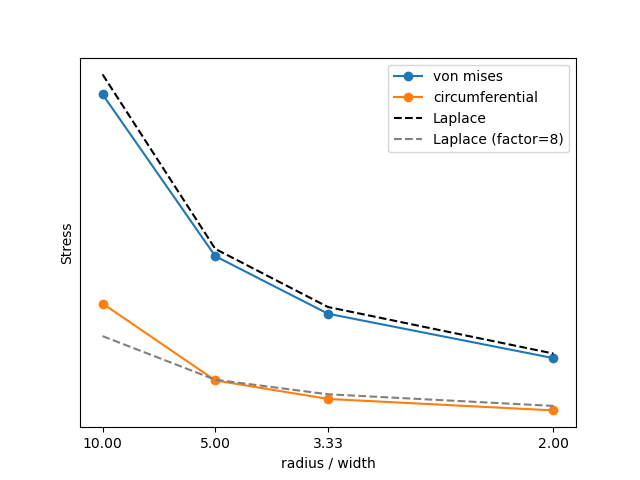 von mises
circumferential
Laplace
Laplace (factor=8)
Stress
10.00 5.00 3.33 2.00
radius / width